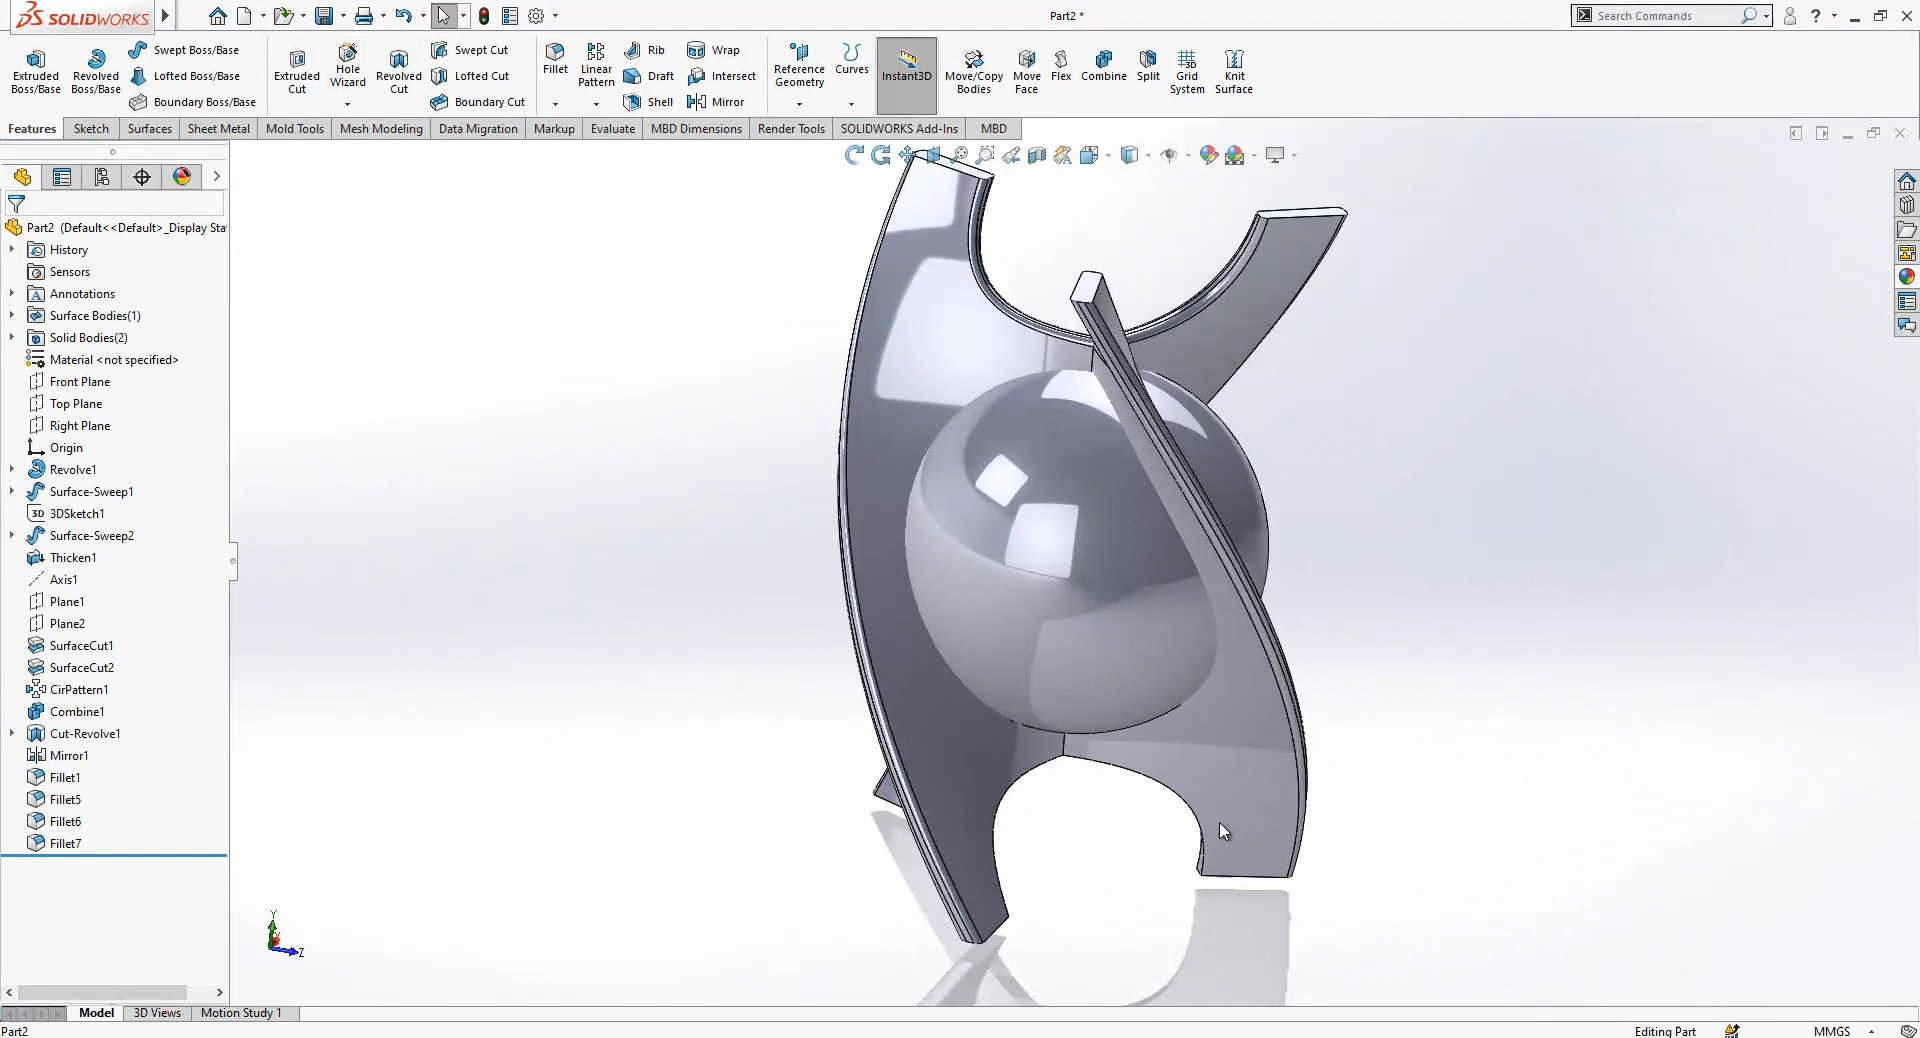 SOLIDWORKS
Part2 *
Search Commands
Extruded Boss/Base
Revolved Boss/Base
Swept Boss/Base
Lofted Boss/Base
Boundary Boss/Base
Extruded Cut
Hole Wizard
Revolved Cut
Swept Cut
Lofted Cut
Boundary Cut
Fillet
Linear Pattern
Rib
Draft
Shell
Wrap
Intersect
Mirror
Reference Geometry
Curves
Instant3D
Move/Copy Bodies
Move Face
Flex
Combine
Split
Grid System
Knit Surface
Features
Sketch
Surfaces
Sheet Metal
Mold Tools
Mesh Modeling
Data Migration
Markup
Evaluate
MBD Dimensions
Render Tools
SOLIDWORKS Add-Ins
MBD
Part2 (Default<<Default>_Display Sta
History
Sensors
Annotations
Surface Bodies(1)
Solid Bodies(2)
Material <not specified>
Front Plane
Top Plane
Right Plane
Origin
Revolve1
Surface-Sweep1
3D 3DSketch1
Surface-Sweep2
Thicken1
Axis1
Plane1
Plane2
SurfaceCut1
SurfaceCut2
CirPattern1
Combine1
Cut-Revolve1
Mirror1
Fillet1
Fillet5
Fillet6
Fillet7
Y
Z
Model
3D Views
Motion Study 1
Part2
Editing Part
MMGS